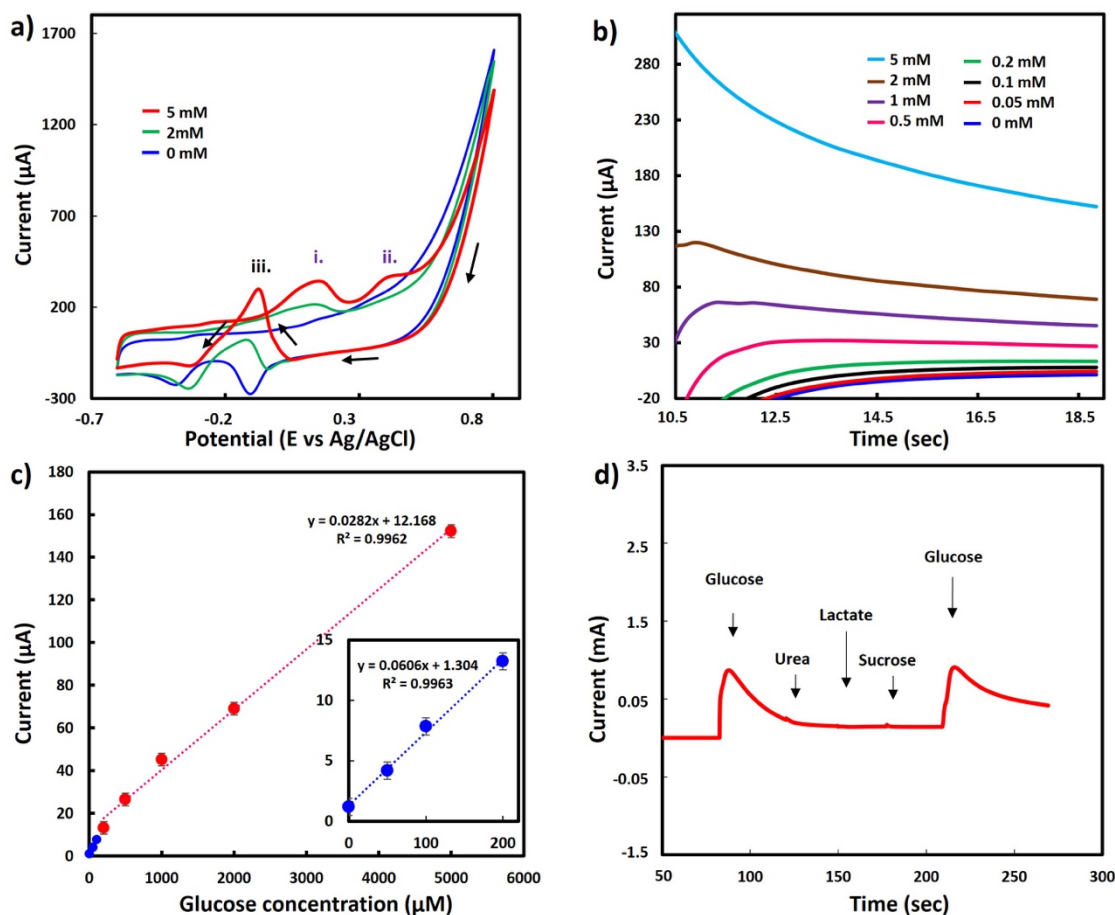 a)
1700
1200
700
200
-300
Current (µA)
5 mM
2mM
0 mM
iii.
i.
ii.
-0.7
-0.2
0.3
0.8
Potential (E vs Ag/AgCl)
b)
280
230
180
130
80
30
-20
Current (µA)
5 mM
2 mM
1 mM
0.5 mM
0.2 mM
0.1 mM
0.05 mM
0 mM
10.5
12.5
14.5
16.5
18.5
Time (sec)
c)
180
160
140
120
100
80
60
40
20
0
Current (µA)
y = 0.0282x + 12.168
R² = 0.9962
15
10
5
0
y = 0.0606x + 1.304
R² = 0.9963
0
100
200
0
1000
2000
3000
4000
5000
6000
Glucose concentration (µM)
d)
3.5
2.5
1.5
0.05
-0.05
-1.5
Current (mA)
Glucose
Urea
Lactate
Sucrose
Glucose
50
100
150
200
250
300
Time (sec)